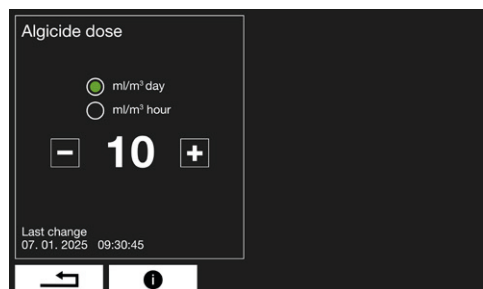 Algicide dose
ml/m³ day
ml/m³ hour
− 10 +
Last change
07. 01. 2025 09:30:45